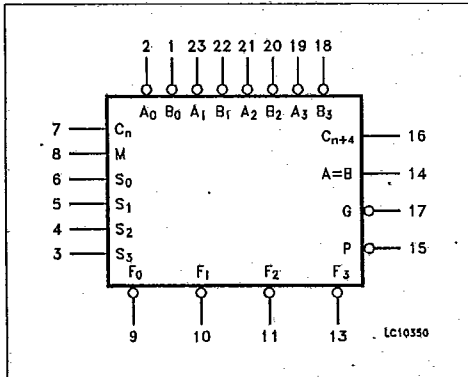 2 1 23 22 21 20 19 18
A0 B0 A1 B1 A2 B2 A3 B3
7 Cn
Cn+4 16
8 M
6 S0
A=B 14
5 S1
G 17
4 S2
P 15
3 S3
F0 F1 F2 F3
9 10 11 13
LC10350